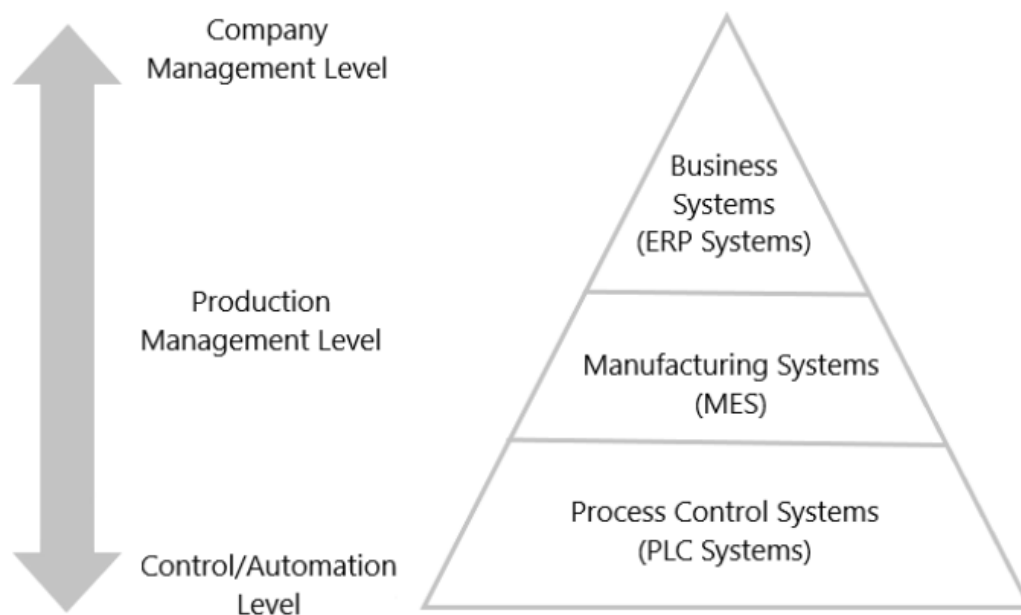 Company
Management Level
Business
Systems
(ERP Systems)
Production
Management Level
Manufacturing Systems
(MES)
Process Control Systems
(PLC Systems)
Control/Automation
Level